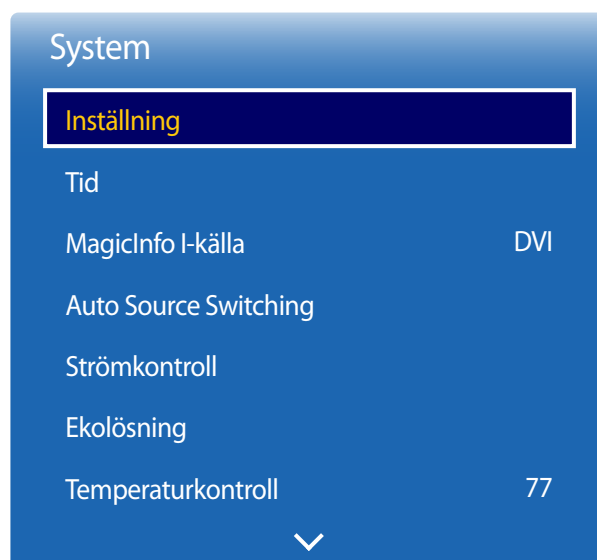 System
Inställning
Tid
MagicInfo I-källa DVI
Auto Source Switching
Strömkontroll
Ekolösning
Temperaturkontroll 77